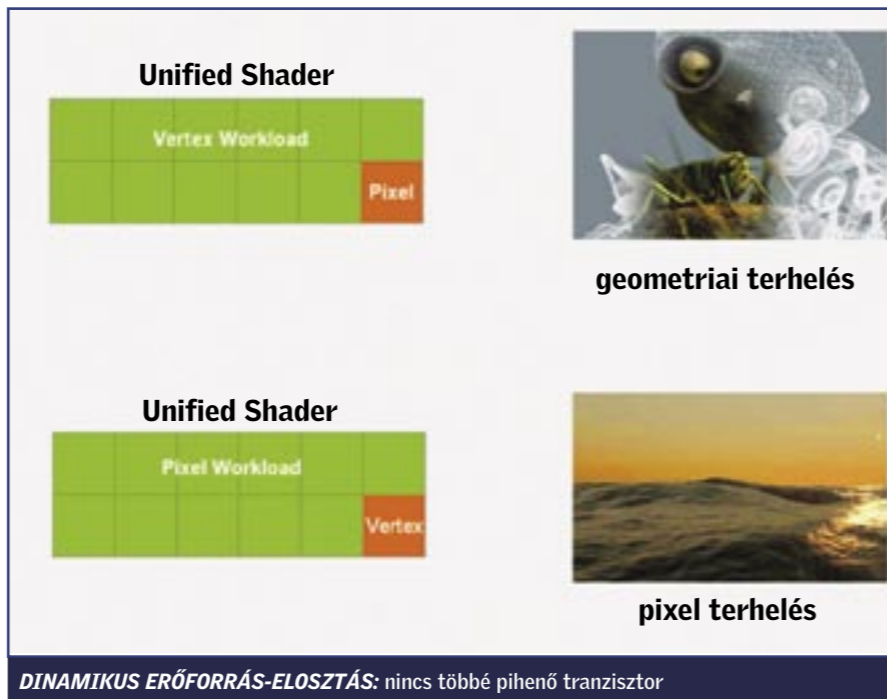 Unified Shader
Vertex Workload
Pixel
geometriai terhelés
Unified Shader
Pixel Workload
Vertex
pixel terhelés
DINAMIKUS ERŐFORRÁS-ELOSZTÁS: nincs többé pihenő tranzisztor